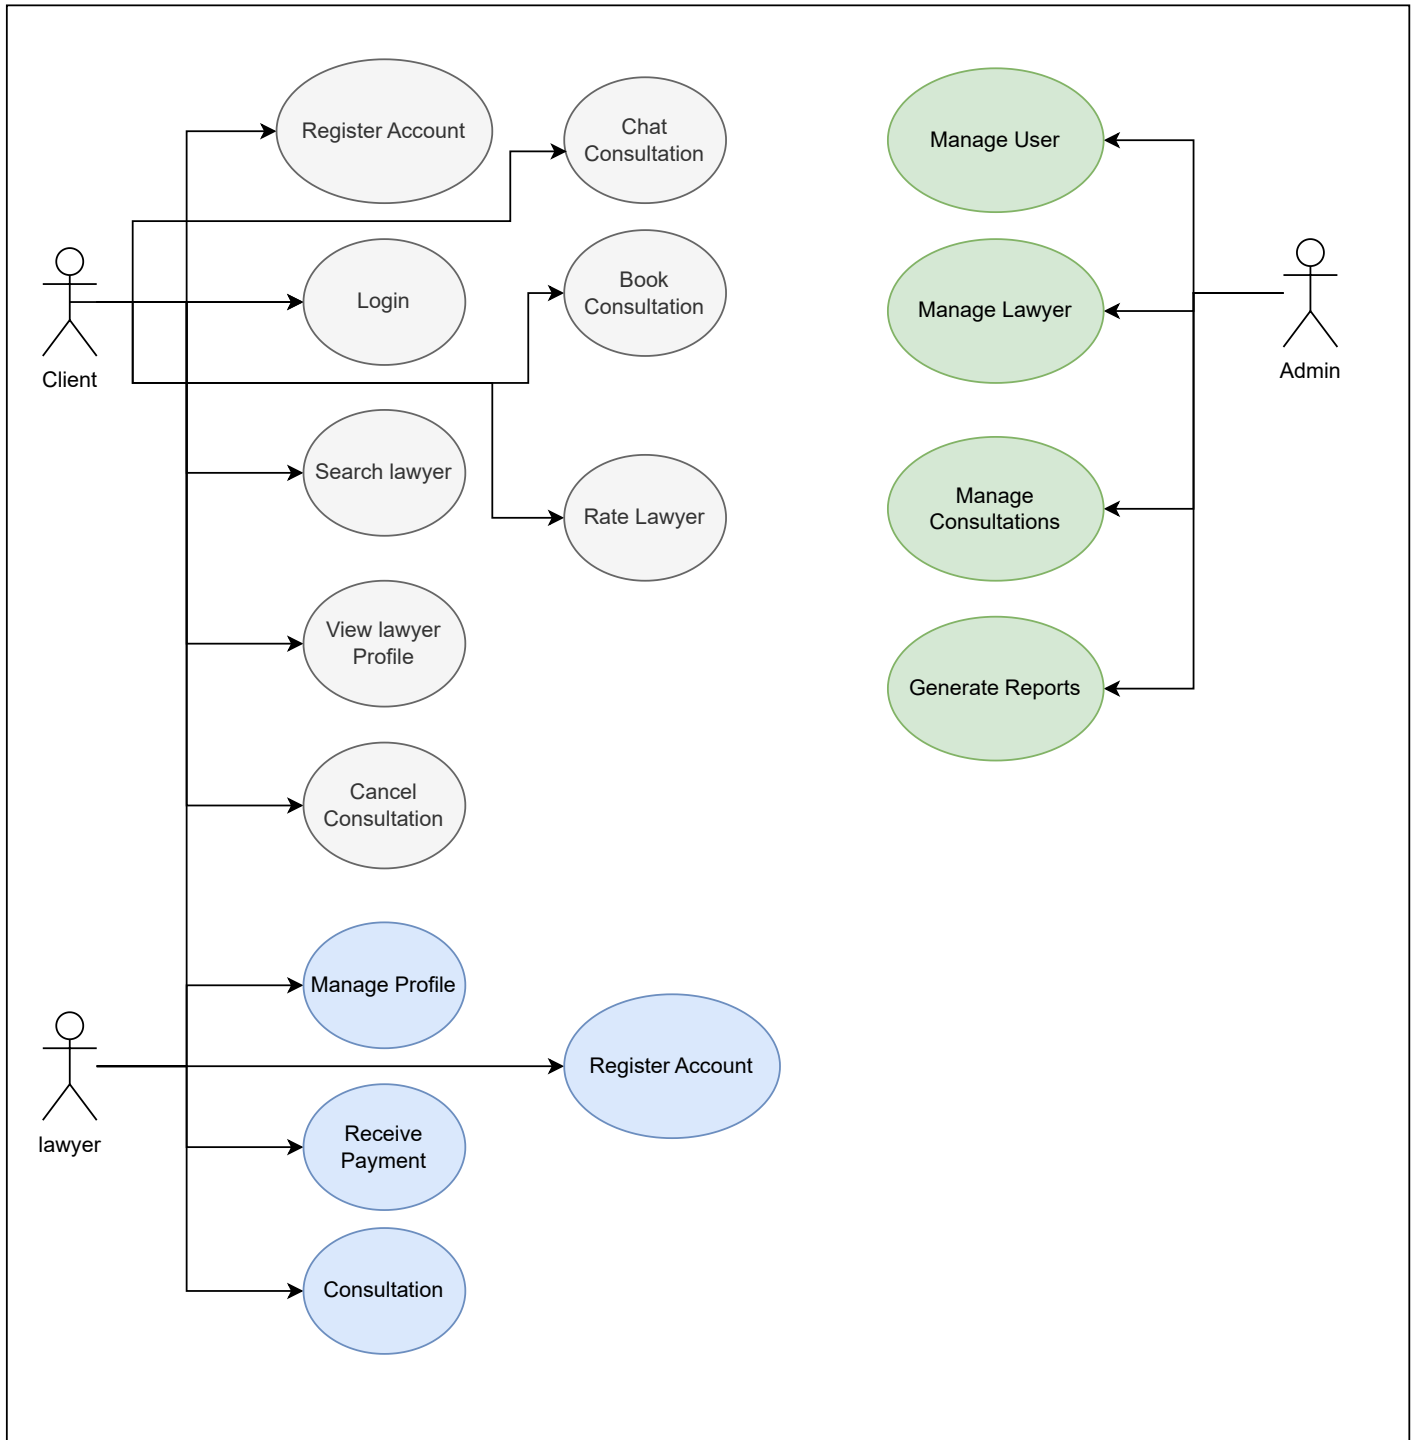 Register Account
Chat
Consultation
Manage User
Client
Login
Book
Consultation
Manage Lawyer
Admin
Search lawyer
Rate Lawyer
Manage
Consultations
View lawyer
Profile
Generate Reports
Cancel
Consultation
Manage Profile
lawyer
Register Account
Receive
Payment
Consultation